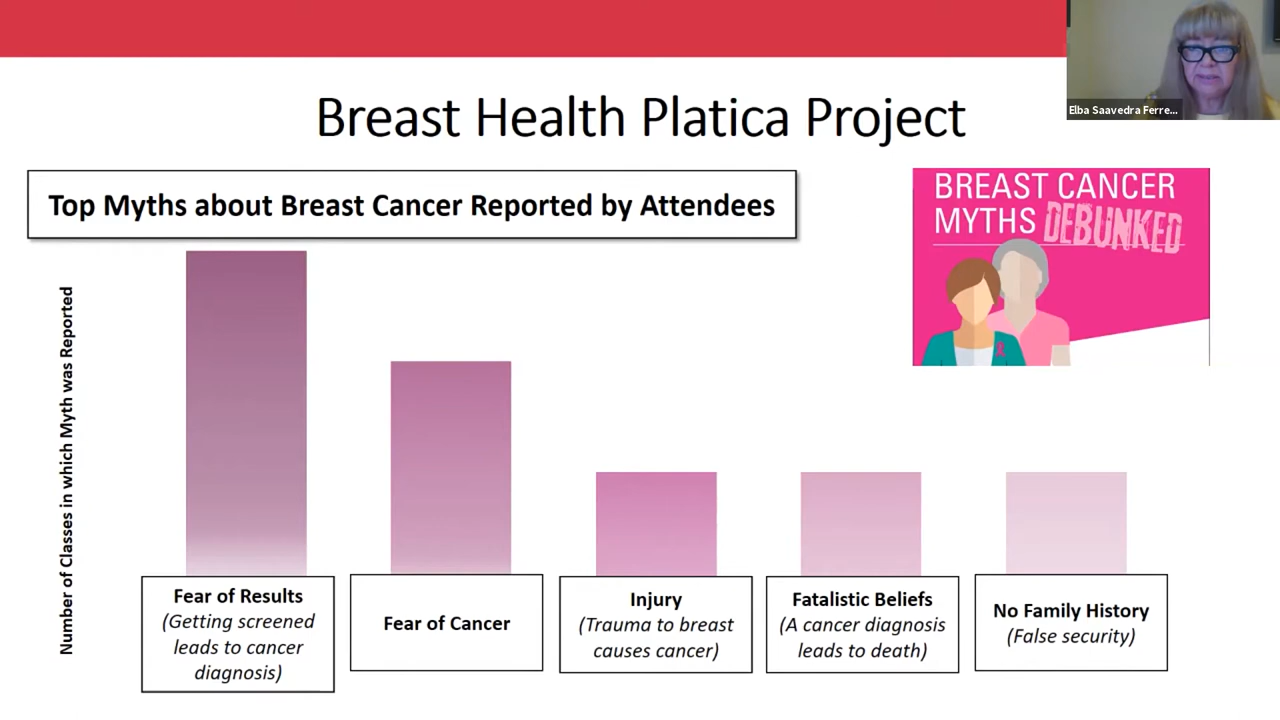 Elba Saavedra Ferre...
Breast Health Platica Project
Top Myths about Breast Cancer Reported by Attendees
BREAST CANCER
MYTHS DEBUNKED
Number of Classes in which Myth was Reported
Fear of Results
(Getting screened
leads to cancer
diagnosis)
Fear of Cancer
Injury
(Trauma to breast
causes cancer)
Fatalistic Beliefs
(A cancer diagnosis
leads to death)
No Family History
(False security)